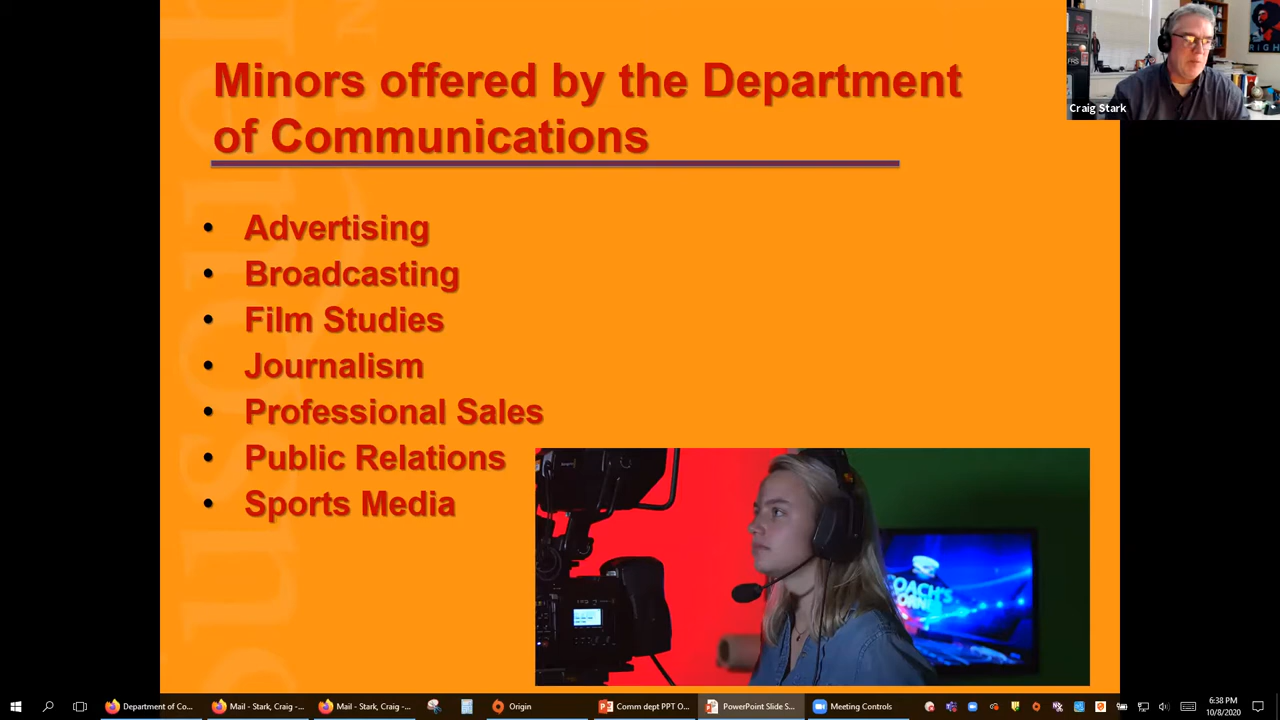 Minors offered by the Department
of Communications
• Advertising
• Broadcasting
• Film Studies
• Journalism
• Professional Sales
• Public Relations
• Sports Media
Craig Stark
RIGH
Department of Co...
Mail - Stark, Craig -...
Mail - Stark, Craig -...
Origin
Comm dept PPT O...
PowerPoint Slide S...
Meeting Controls
6:38 PM
10/8/2020